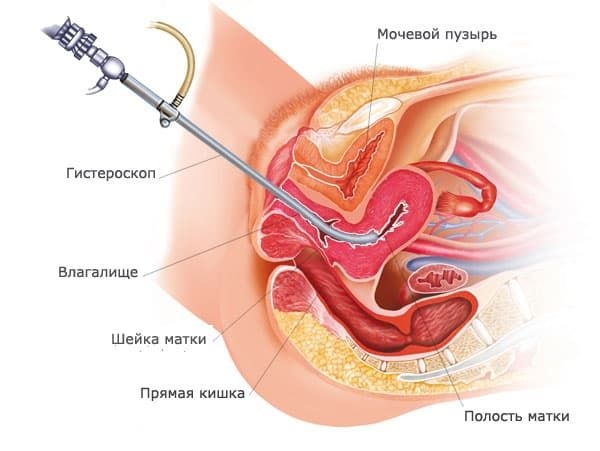 Мочевой пузырь
Гистероскоп
Влагалище
Шейка матки
Прямая кишка
Полость матки